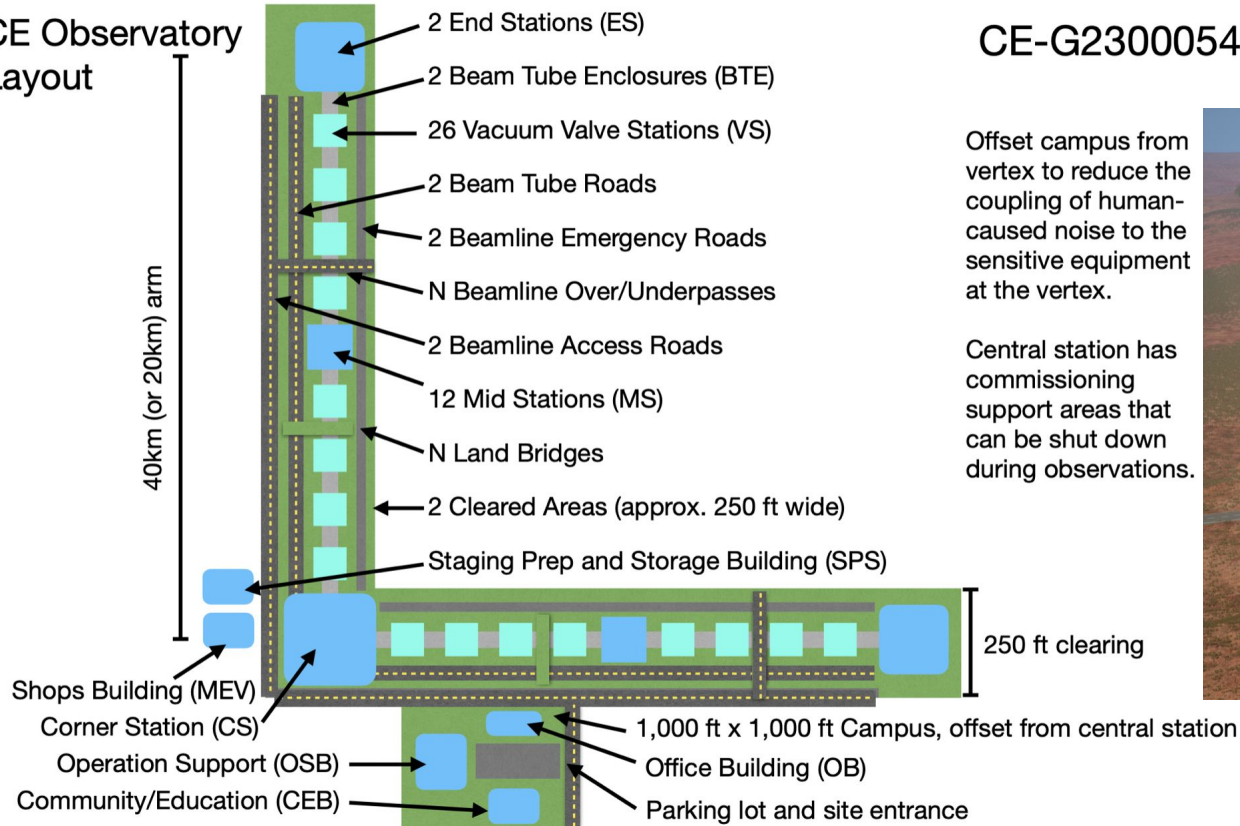 CE Observatory
Layout
CE-G2300054
2 End Stations (ES)
2 Beam Tube Enclosures (BTE)
26 Vacuum Valve Stations (VS)
2 Beam Tube Roads
2 Beamline Emergency Roads
N Beamline Over/Underpasses
2 Beamline Access Roads
12 Mid Stations (MS)
N Land Bridges
2 Cleared Areas (approx. 250 ft wide)
Staging Prep and Storage Building (SPS)
40km (or 20km) arm
Offset campus from
vertex to reduce the
coupling of human-
caused noise to the
sensitive equipment
at the vertex.
Central station has
commissioning
support areas that
can be shut down
during observations.
250 ft clearing
Shops Building (MEV)
Corner Station (CS)
Operation Support (OSB)
Community/Education (CEB)
1,000 ft x 1,000 ft Campus, offset from central station
Office Building (OB)
Parking lot and site entrance